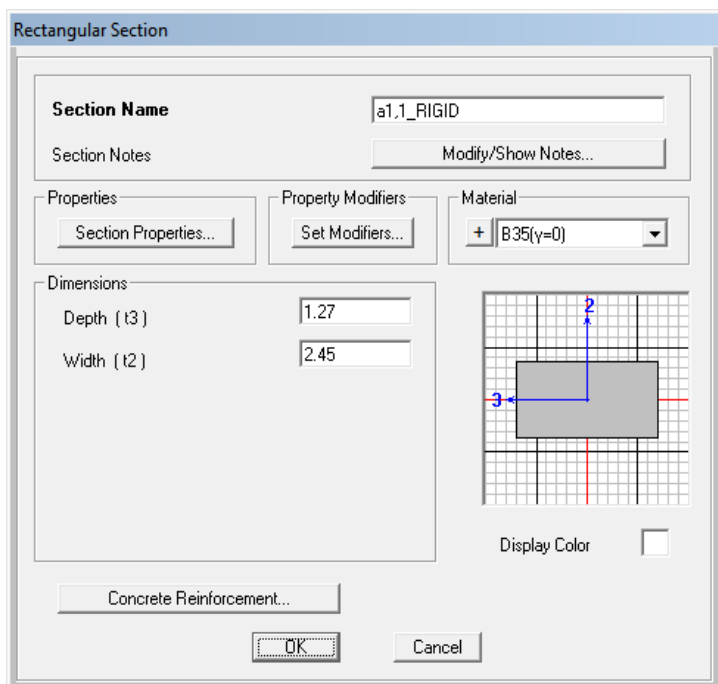 Rectangular Section
Section Name
a1,1_RIGID
Section Notes
Modify/Show Notes...
Properties
Property Modifiers
Material
Section Properties...
Set Modifiers...
+
B35(γ=0)
Dimensions
Depth ( t3 )
1.27
Width ( t2 )
2.45
2
3
Display Color
Concrete Reinforcement...
OK
Cancel